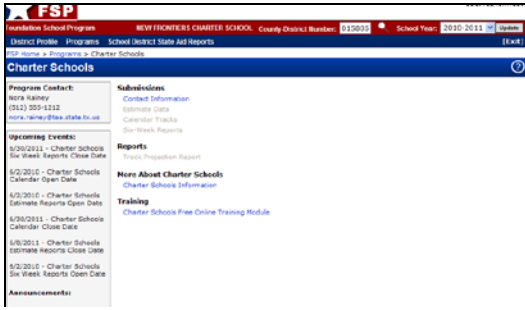 FSP
Foundation School Program NEW FRONTIERS CHARTER SCHOOL County-District Number: 015805 School Year: 2010-2011 Update
District Profile Programs School District State Aid Reports [Exit]
FSP Home > Programs > Charter Schools
Charter Schools
Program Contact:
Nora Rainey
(512) 555-1212
nora.rainey@tea.state.tx.us
Upcoming Events:
6/30/2011 - Charter Schools
Six Week Reports Close Date
6/2/2010 - Charter Schools
Calendar Open Date
6/2/2010 - Charter Schools
Estimate Reports Open Date
6/30/2011 - Charter Schools
Calendar Close Date
6/8/2011 - Charter Schools
Estimate Reports Close Date
6/2/2010 - Charter Schools
Six Week Reports Open Date
Announcements:
Submissions
Contact Information
Estimate Data
Calendar Tracks
Six-Week Reports
Reports
Track Projection Report
More About Charter Schools
Charter Schools Information
Training
Charter Schools Free Online Training Module